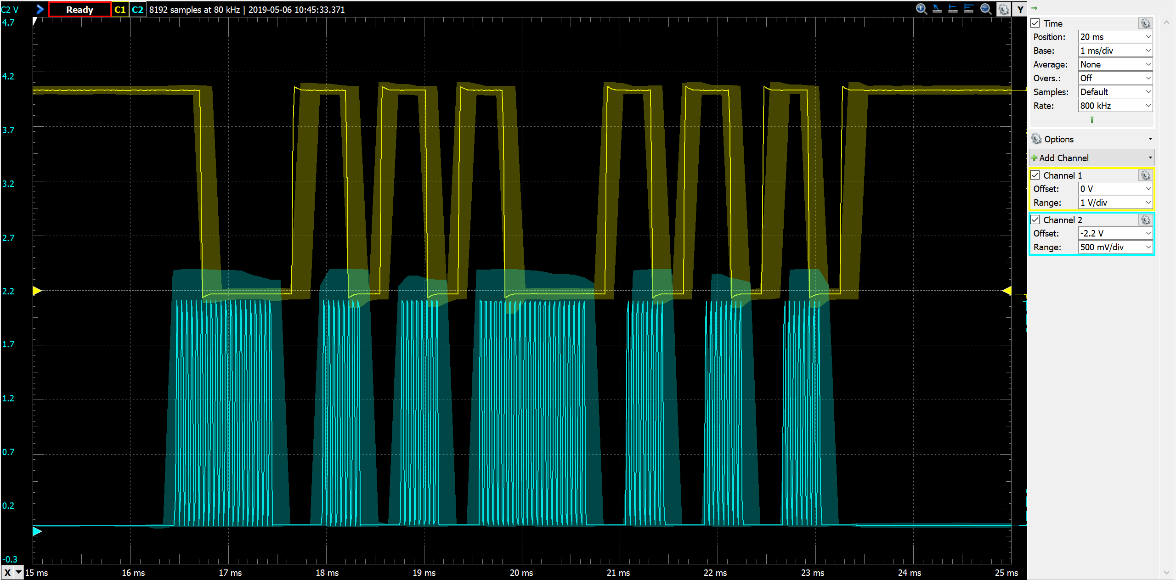 C2 V Ready C1 C2 8192 samples at 80 kHz | 2019-05-06 10:45:33.371 Y
4.7
4.2
3.7
3.2
2.7
2.2
1.7
1.2
0.7
0.2
-0.3
X 15 ms 16 ms 17 ms 18 ms 19 ms 20 ms 21 ms 22 ms 23 ms 24 ms 25 ms
Time
Position: 20 ms
Base: 1 ms/div
Average: None
Overs.: Off
Samples: Default
Rate: 800 kHz
Options
Add Channel
Channel 1
Offset: 0 V
Range: 1 V/div
Channel 2
Offset: -2.2 V
Range: 500 mV/div